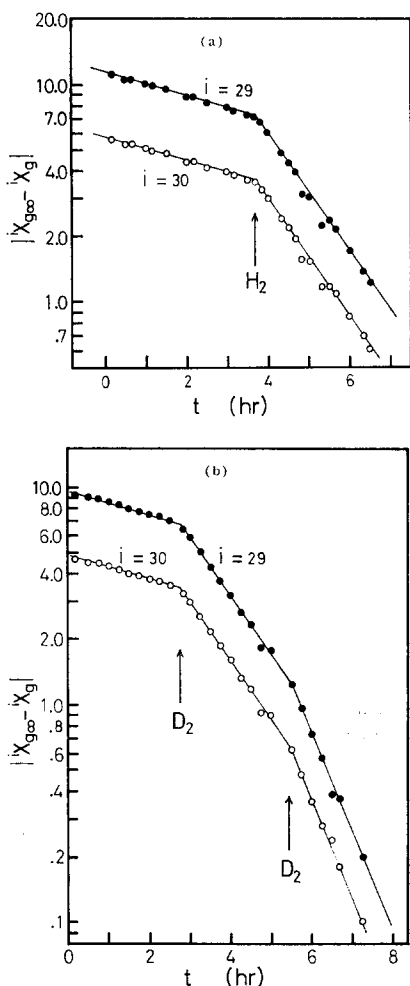 (a)
20.0
10.0
7.0
4.0
2.0
1.0
.7
|ⁱXg∞ − ⁱXg|
i = 29
i = 30
H₂
0 2 4 6
t (hr)
(b)
10.0
8.0
6.0
4.0
2.0
1.0
.8
.6
.4
.2
.1
|ⁱXg∞ − ⁱXg|
i = 30
i = 29
D₂
D₂
0 2 4 6 8
t (hr)